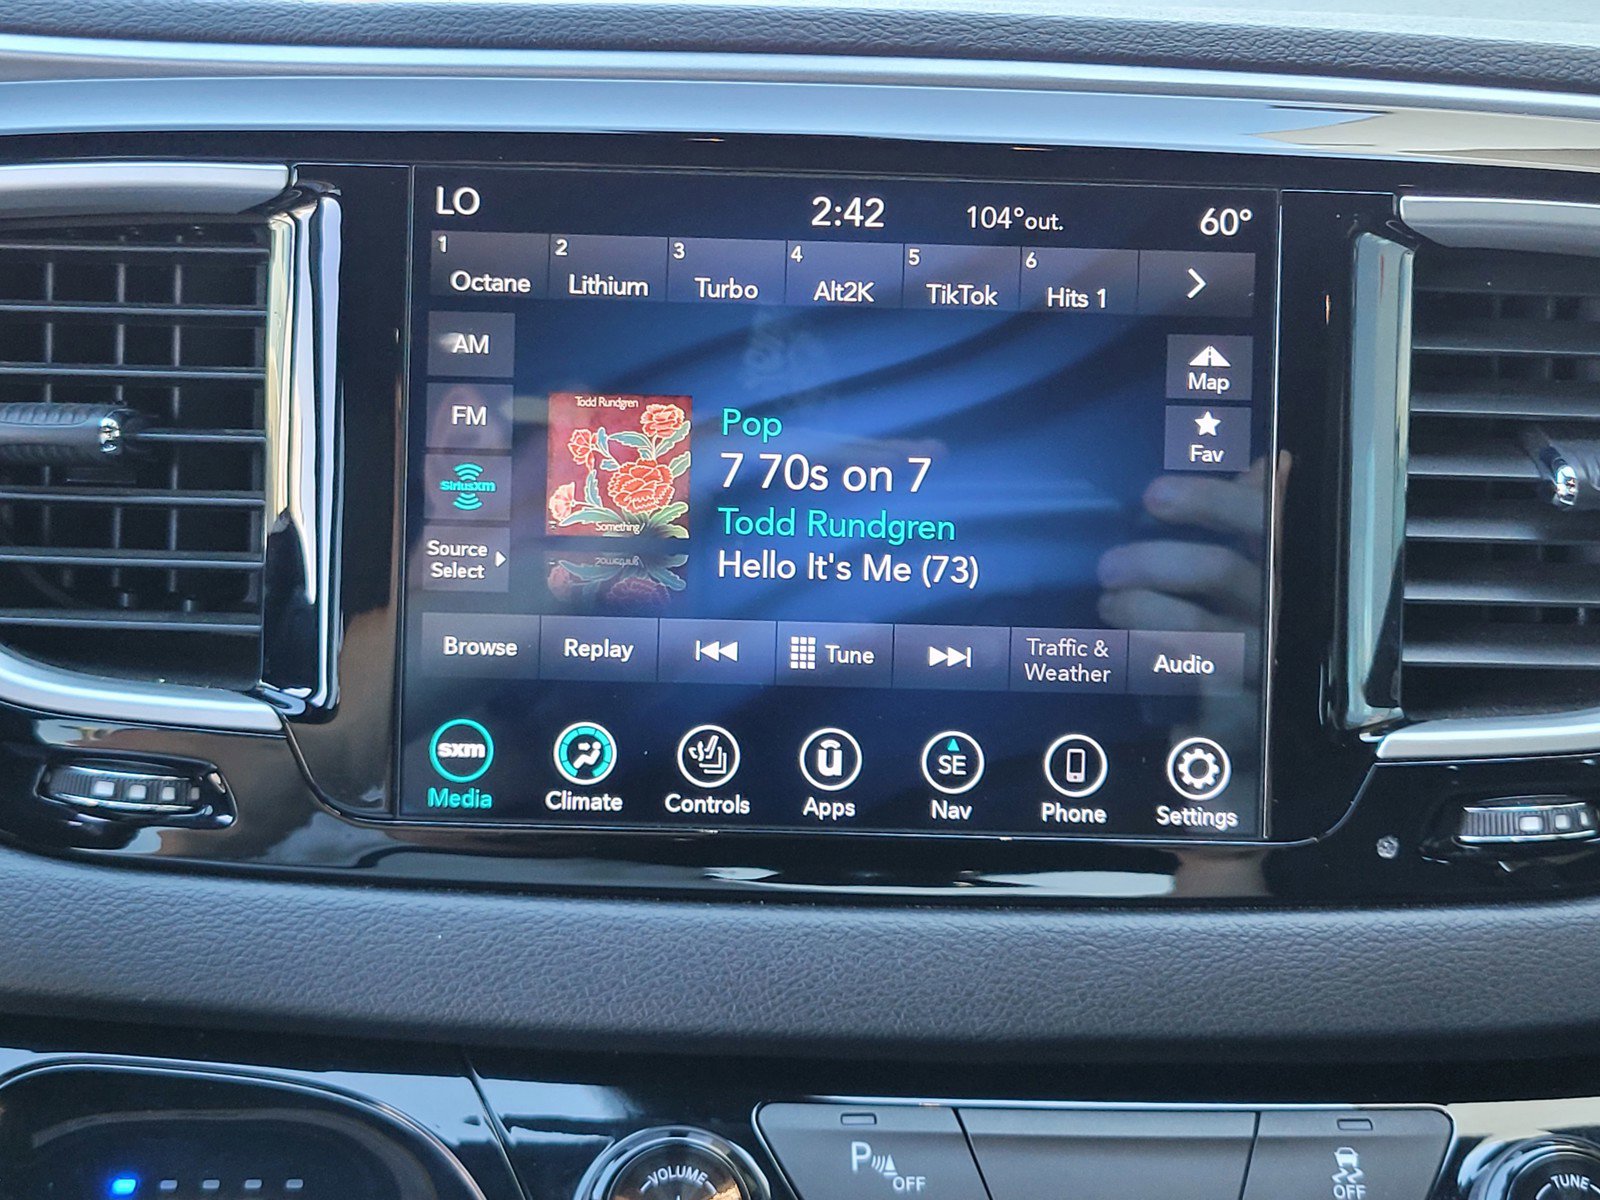 LO
2:42
104°out.
60°
1 Octane
2 Lithium
3 Turbo
4 Alt2K
5 TikTok
6 Hits 1
AM
FM
siriusxm
Source
Select
Map
Fav
Todd Rundgren
Something/
Pop
7 70s on 7
Todd Rundgren
Hello It's Me (73)
Browse
Replay
Tune
Traffic &
Weather
Audio
sxm
Media
Climate
Controls
u
Apps
SE
Nav
Phone
Settings
VOLUME
P
OFF
OFF
TUNE